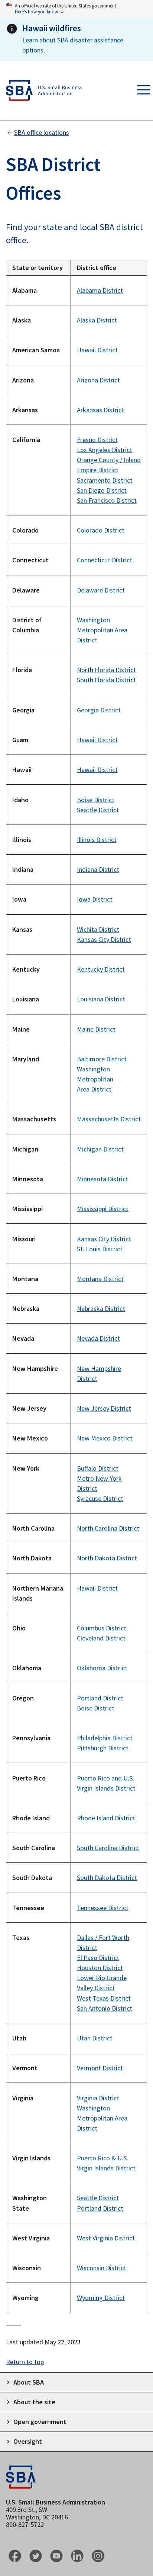 An official website of the United States government
Here's how you know
Hawaii wildfires
Learn about SBA disaster assistance
options.
SBA
U.S. Small Business
Administration
SBA office locations
SBA District
Offices
Find your state and local SBA district
office.
State or territory District office
Alabama Alabama District
Alaska Alaska District
American Samoa Hawaii District
Arizona Arizona District
Arkansas Arkansas District
California Fresno District
Los Angeles District
Orange County / Inland
Empire District
Sacramento District
San Diego District
San Francisco District
Colorado Colorado District
Connecticut Connecticut District
Delaware Delaware District
District of
Columbia
Washington
Metropolitan Area
District
Florida North Florida District
South Florida District
Georgia Georgia District
Guam Hawaii District
Hawaii Hawaii District
Idaho Boise District
Seattle District
Illinois Illinois District
Indiana Indiana District
Iowa Iowa District
Kansas Wichita District
Kansas City District
Kentucky Kentucky District
Louisiana Louisiana District
Maine Maine District
Maryland Baltimore District
Washington
Metropolitan
Area District
Massachusetts Massachusetts District
Michigan Michigan District
Minnesota Minnesota District
Mississippi Mississippi District
Missouri Kansas City District
St. Louis District
Montana Montana District
Nebraska Nebraska District
Nevada Nevada District
New Hampshire New Hampshire
District
New Jersey New Jersey District
New Mexico New Mexico District
New York Buffalo District
Metro New York
District
Syracuse District
North Carolina North Carolina District
North Dakota North Dakota District
Northern Mariana
Islands
Hawaii District
Ohio Columbus District
Cleveland District
Oklahoma Oklahoma District
Oregon Portland District
Boise District
Pennsylvania Philadelphia District
Pittsburgh District
Puerto Rico Puerto Rico and U.S.
Virgin Islands District
Rhode Island Rhode Island District
South Carolina South Carolina District
South Dakota South Dakota District
Tennessee Tennessee District
Texas Dallas / Fort Worth
District
El Paso District
Houston District
Lower Rio Grande
Valley District
West Texas District
San Antonio District
Utah Utah District
Vermont Vermont District
Virginia Virginia District
Washington
Metropolitan Area
District
Virgin Islands Puerto Rico & U.S.
Virgin Islands District
Washington
State
Seattle District
Portland District
West Virginia West Virginia District
Wisconsin Wisconsin District
Wyoming Wyoming District
Last updated May 22, 2023
Return to top
About SBA
About the site
Open government
Oversight
SBA
U.S. Small Business Administration
409 3rd St., SW
Washington, DC 20416
800-827-5722